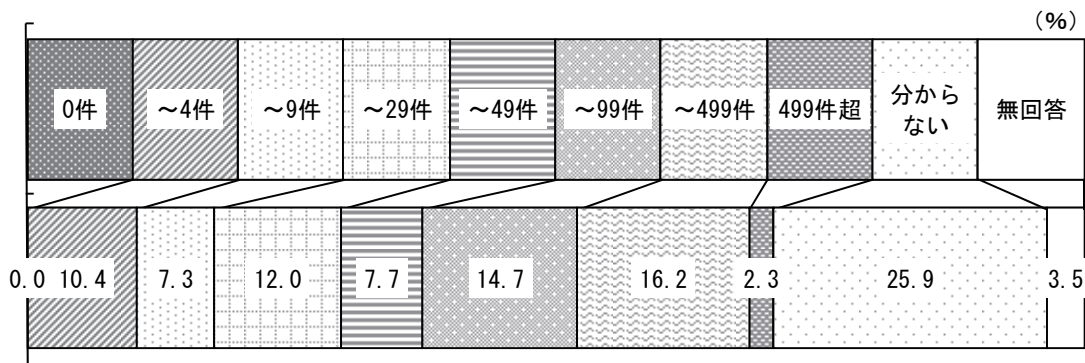 (%)
0件 ～4件 ～9件 ～29件 ～49件 ～99件 ～499件 499件超 分から
ない 無回答
0.0 10.4 7.3 12.0 7.7 14.7 16.2 2.3 25.9 3.5